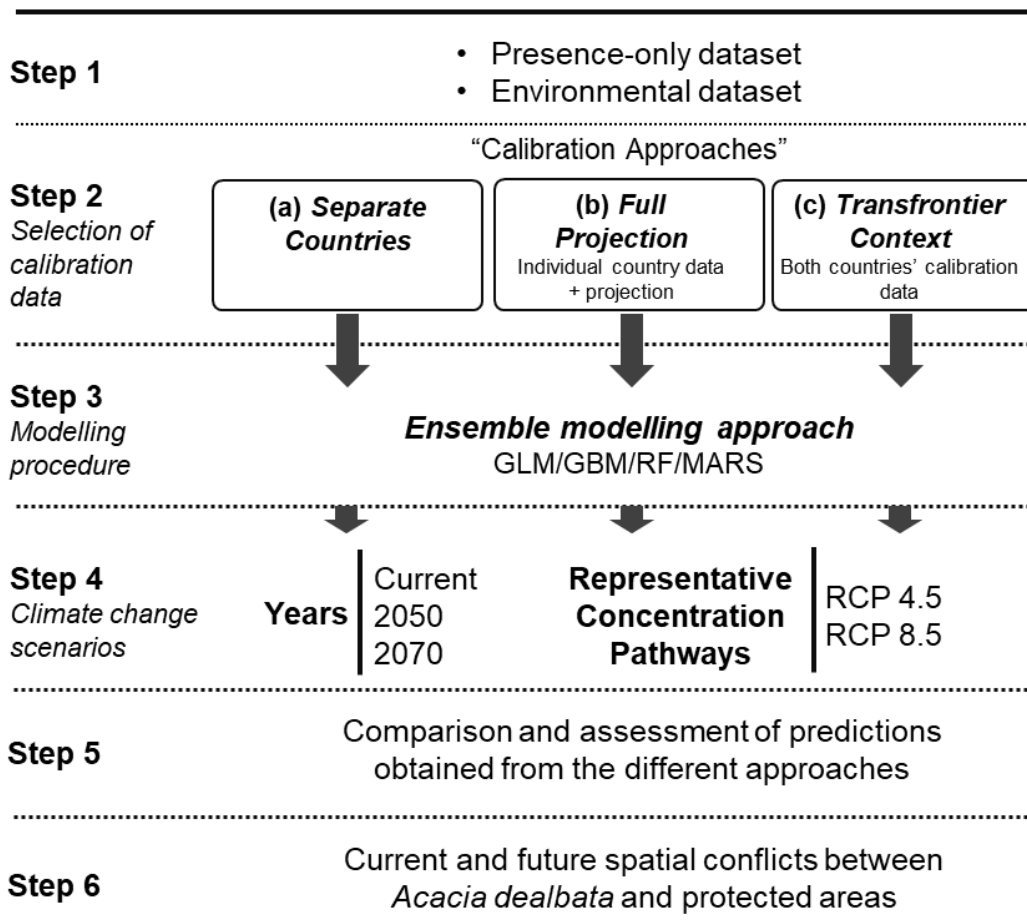 Step 1
• Presence-only dataset
• Environmental dataset
“Calibration Approaches”
Step 2
Selection of
calibration
data
(a) Separate
Countries
(b) Full
Projection
Individual country data
+ projection
(c) Transfrontier
Context
Both countries’ calibration
data
Step 3
Modelling
procedure
Ensemble modelling approach
GLM/GBM/RF/MARS
Step 4
Climate change
scenarios
Years
Current
2050
2070
Representative
Concentration
Pathways
RCP 4.5
RCP 8.5
Step 5
Comparison and assessment of predictions
obtained from the different approaches
Step 6
Current and future spatial conflicts between
Acacia dealbata and protected areas